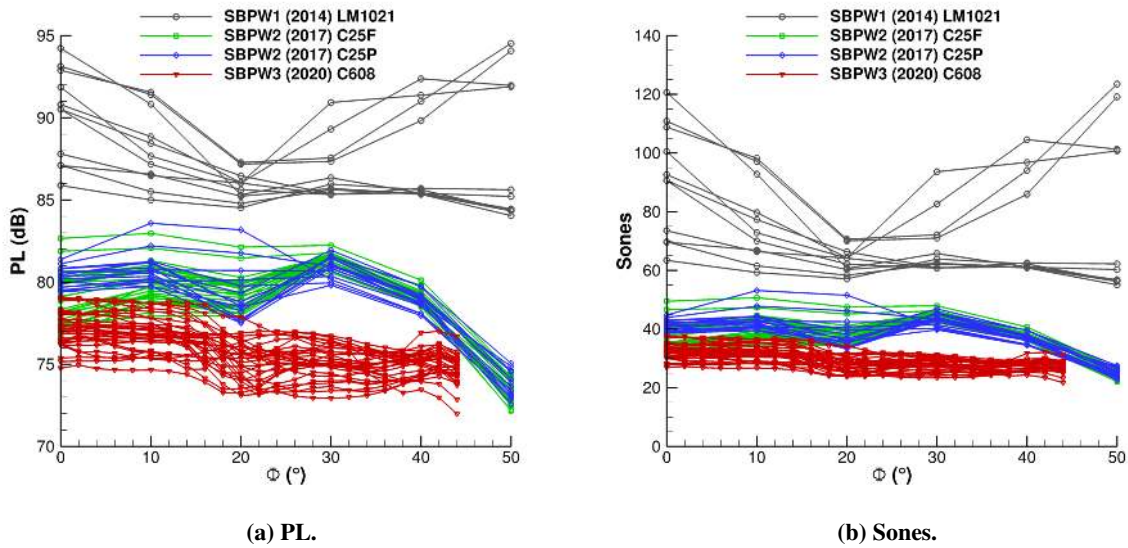 SBPW1 (2014) LM1021
SBPW2 (2017) C25F
SBPW2 (2017) C25P
SBPW3 (2020) C608
95
90
85
80
75
70
PL (dB)
0 10 20 30 40 50
Φ (°)
(a) PL.
SBPW1 (2014) LM1021
SBPW2 (2017) C25F
SBPW2 (2017) C25P
SBPW3 (2020) C608
140
120
100
80
60
40
20
0
Sones
0 10 20 30 40 50
Φ (°)
(b) Sones.